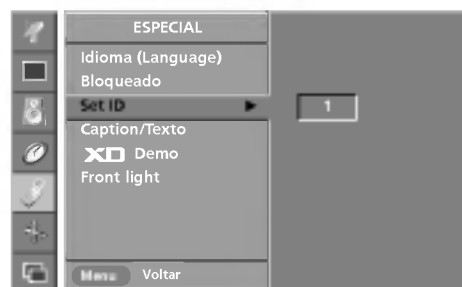 ESPECIAL
Idioma (Language)
Bloqueado
Set ID ▶ 1
Caption/Texto
XD Demo
Front light
Menu Voltar